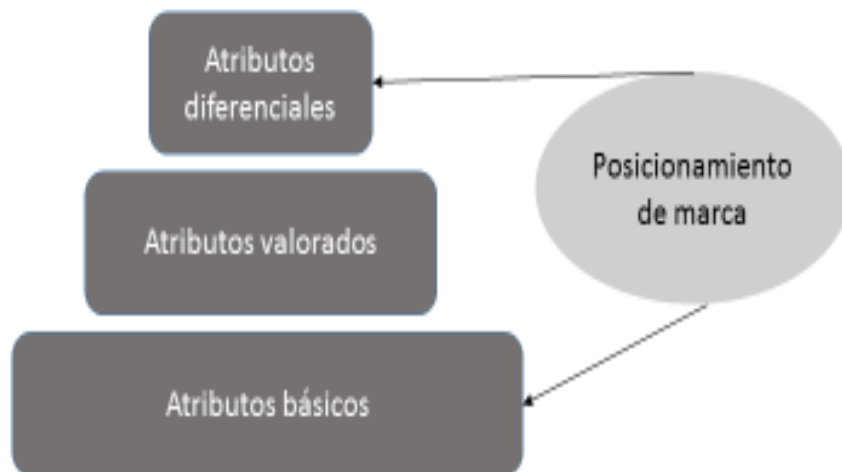 Atributos
diferenciales
Posicionamiento
de marca
Atributos valorados
Atributos básicos